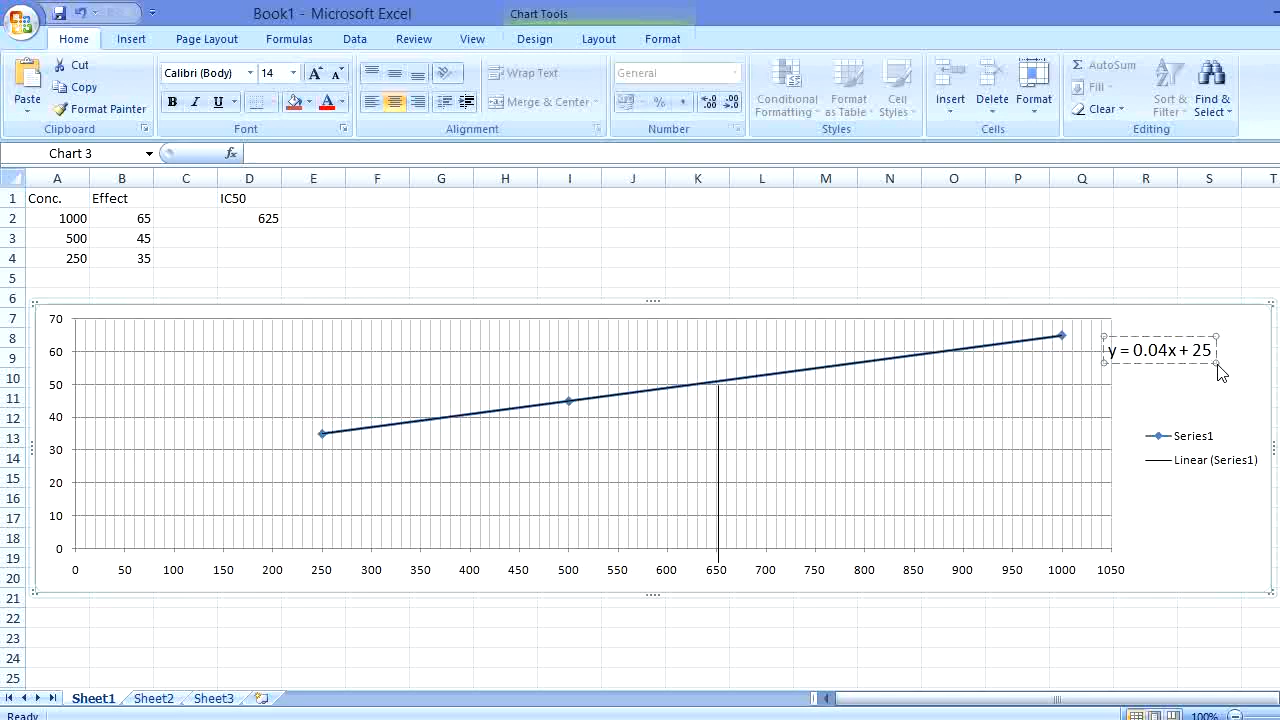 Book1 - Microsoft Excel
Chart Tools
Home Insert Page Layout Formulas Data Review View Design Layout Format
Paste
Cut
Copy
Format Painter
Clipboard
Calibri (Body) 14
B I U
Font
Wrap Text
Merge & Center
Alignment
General
%
Number
Conditional Formatting
Format as Table
Cell Styles
Styles
Insert
Delete
Format
Cells
AutoSum
Fill
Clear
Sort & Filter
Find & Select
Editing
Chart 3 fx
A B C D E F G H I J K L M N O P Q R S T
1 Conc. Effect IC50
2 1000 65 625
3 500 45
4 250 35
5
6
7
8
9
10
11
12
13
14
15
16
17
18
19
20
21
22
23
24
25
70
60
50
40
30
20
10
0
0 50 100 150 200 250 300 350 400 450 500 550 600 650 700 750 800 850 900 950 1000 1050
y = 0.04x + 25
Series1
Linear (Series1)
Sheet1 Sheet2 Sheet3
Ready 100%